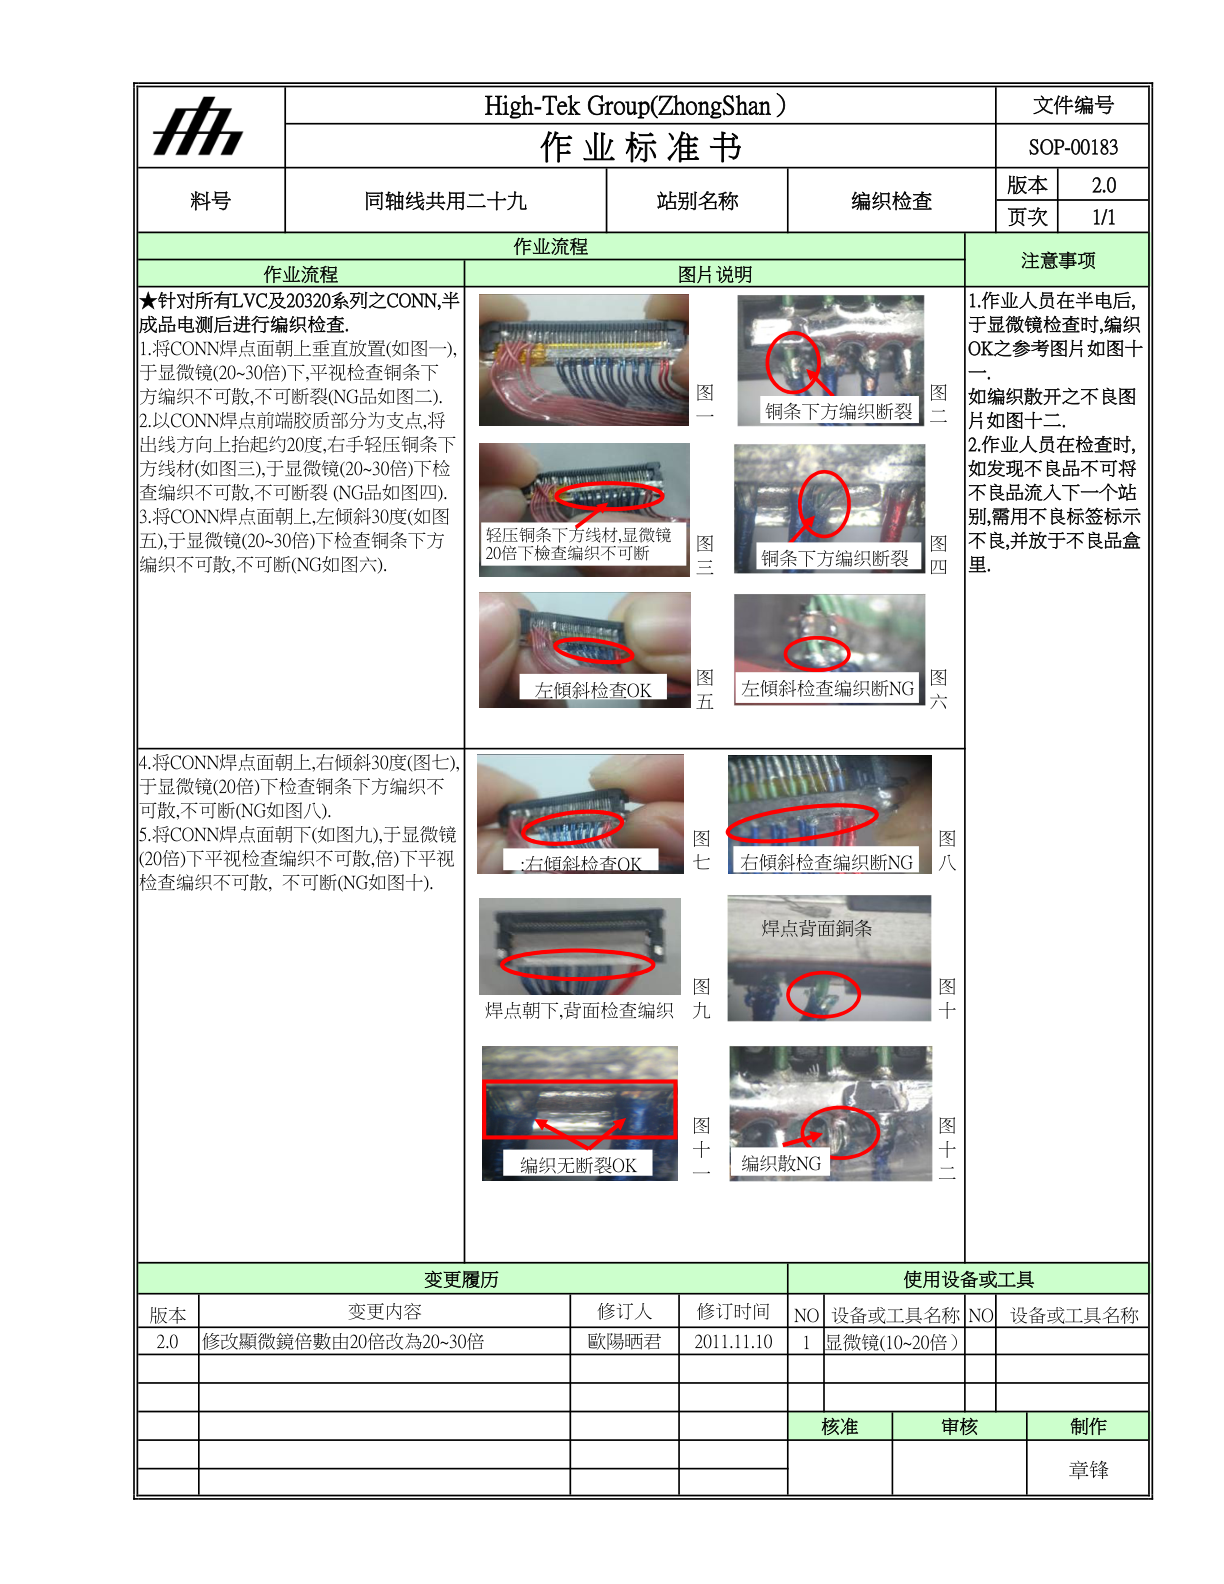 High-Tek Group(ZhongShan）
文件编号
作 业 标 准 书
SOP-00183
料号
同轴线共用二十九
站别名称
编织检查
版本
2.0
页次
1/1
作业流程
注意事项
作业流程
图片说明
★针对所有LVC及20320系列之CONN,半
成品电测后进行编织检查.
1.将CONN焊点面朝上垂直放置(如图一),
于显微镜(20~30倍)下,平视检查铜条下
方编织不可散,不可断裂(NG品如图二).
2.以CONN焊点前端胶质部分为支点,将
出线方向上抬起约20度,右手轻压铜条下
方线材(如图三),于显微镜(20~30倍)下检
查编织不可散,不可断裂 (NG品如图四).
3.将CONN焊点面朝上,左倾斜30度(如图
五),于显微镜(20~30倍)下检查铜条下方
编织不可散,不可断(NG如图六).
图一
铜条下方编织断裂
图二
轻压铜条下方线材,显微镜
20倍下檢查编织不可断
图三
铜条下方编织断裂
图四
左傾斜检查OK
图五
左傾斜检查编织断NG
图六
1.作业人员在半电后,
于显微镜检查时,编织
OK之参考图片如图十
一.
如编织散开之不良图
片如图十二.
2.作业人员在检查时,
如发现不良品不可将
不良品流入下一个站
别,需用不良标签标示
不良,并放于不良品盒
里.
4.将CONN焊点面朝上,右倾斜30度(图七),
于显微镜(20倍)下检查铜条下方编织不
可散,不可断(NG如图八).
5.将CONN焊点面朝下(如图九),于显微镜
(20倍)下平视检查编织不可散,倍)下平视
检查编织不可散, 不可断(NG如图十).
:右傾斜检查OK
图七
右傾斜检查编织断NG
图八
焊点朝下,背面检查编织
图九
焊点背面銅条
图十
编织无断裂OK
图十一
编织散NG
图十二
变更履历
使用设备或工具
版本
变更内容
修订人
修订时间
NO
设备或工具名称
NO
设备或工具名称
2.0
修改顯微鏡倍數由20倍改為20~30倍
歐陽晒君
2011.11.10
1
显微镜(10~20倍）
核准
审核
制作
章锋